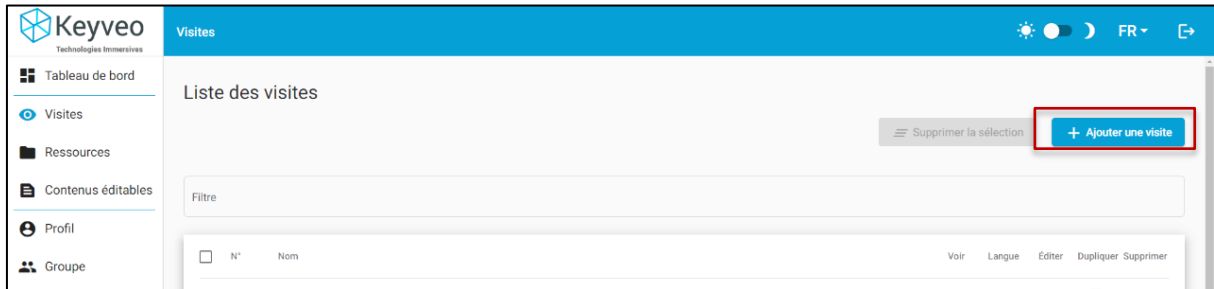 Keyveo
Technologies Immersives
Visites
FR
Tableau de bord
Visites
Ressources
Contenus éditables
Profil
Groupe
Liste des visites
Supprimer la sélection
+ Ajouter une visite
Filtre
N° Nom Voir Langue Éditer Dupliquer Supprimer